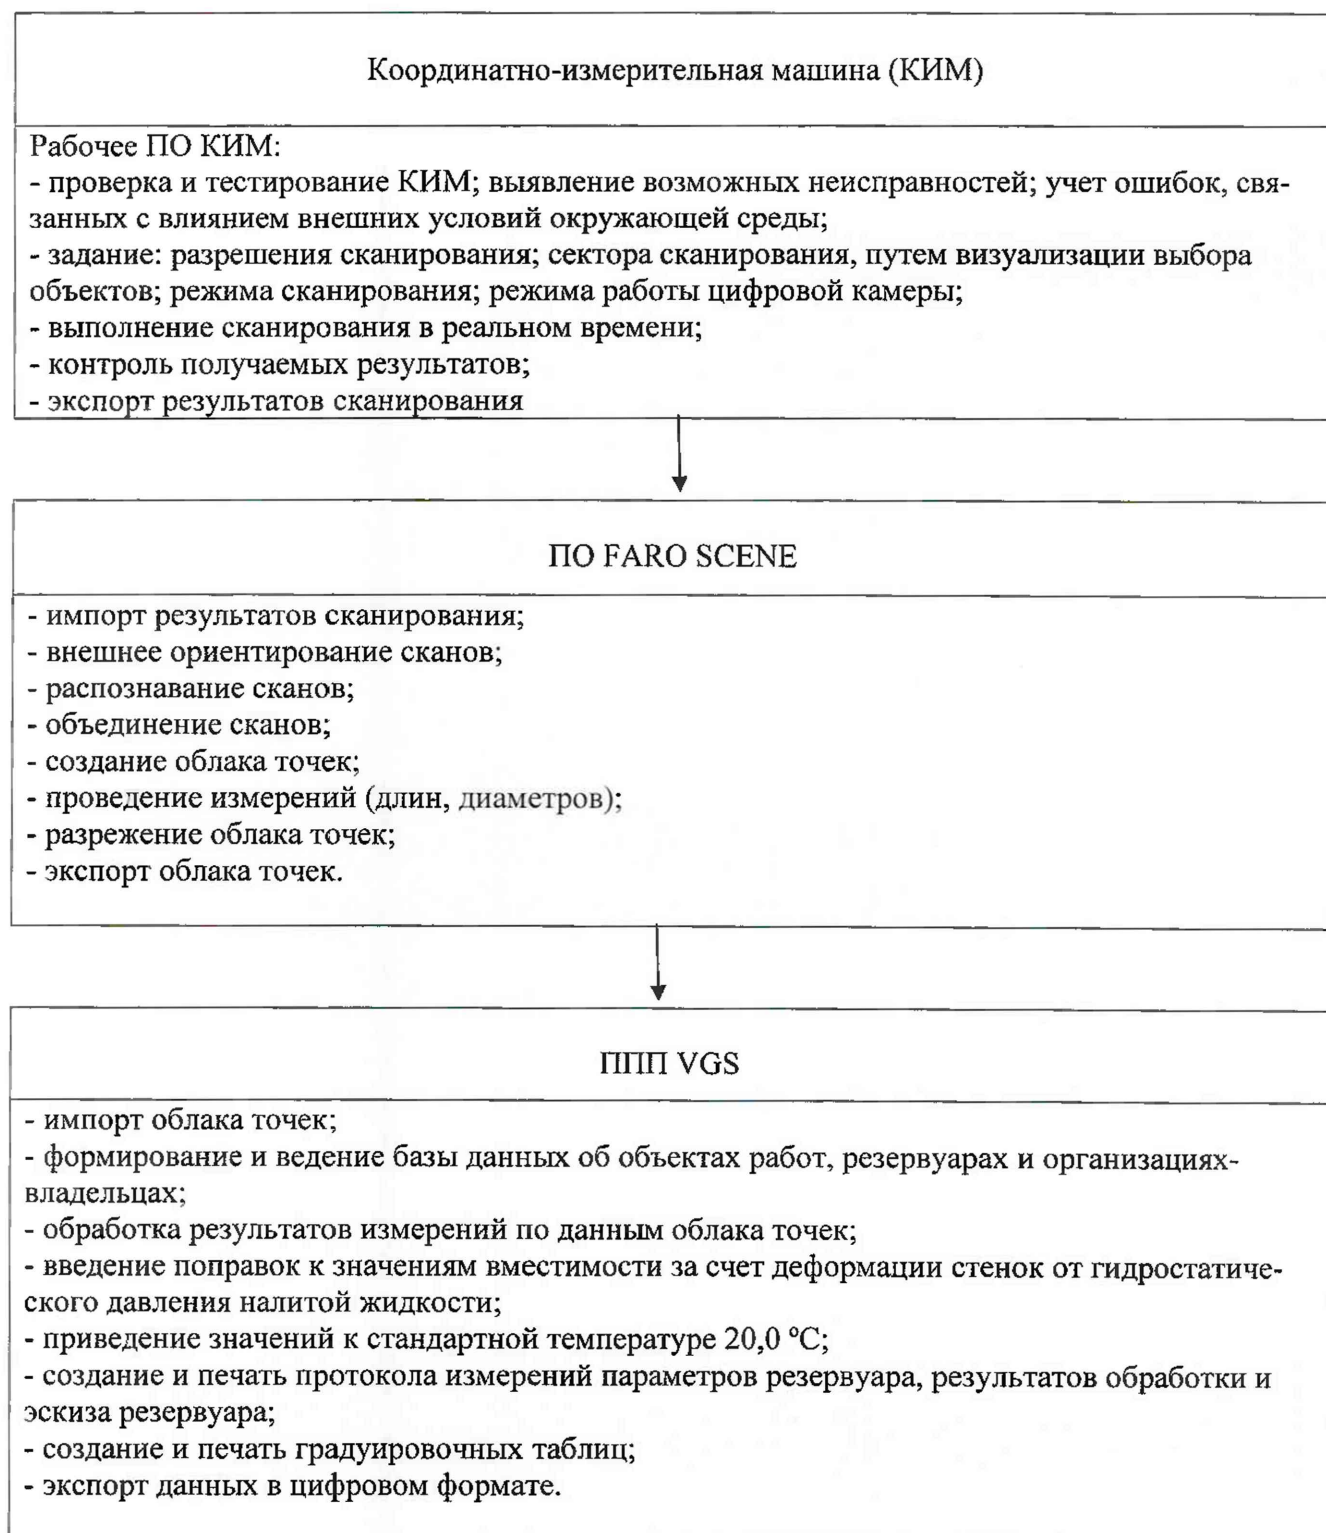 Координатно-измерительная машина (КИМ)
Рабочее ПО КИМ:
- проверка и тестирование КИМ; выявление возможных неисправностей; учет ошибок, свя-
занных с влиянием внешних условий окружающей среды;
- задание: разрешения сканирования; сектора сканирования, путем визуализации выбора
объектов; режима сканирования; режима работы цифровой камеры;
- выполнение сканирования в реальном времени;
- контроль получаемых результатов;
- экспорт результатов сканирования
ПО FARO SCENE
- импорт результатов сканирования;
- внешнее ориентирование сканов;
- распознавание сканов;
- объединение сканов;
- создание облака точек;
- проведение измерений (длин, диаметров);
- разрежение облака точек;
- экспорт облака точек.
ППП VGS
- импорт облака точек;
- формирование и ведение базы данных об объектах работ, резервуарах и организациях-
владельцах;
- обработка результатов измерений по данным облака точек;
- введение поправок к значениям вместимости за счет деформации стенок от гидростатиче-
ского давления налитой жидкости;
- приведение значений к стандартной температуре 20,0 ºС;
- создание и печать протокола измерений параметров резервуара, результатов обработки и
эскиза резервуара;
- создание и печать градуировочных таблиц;
- экспорт данных в цифровом формате.